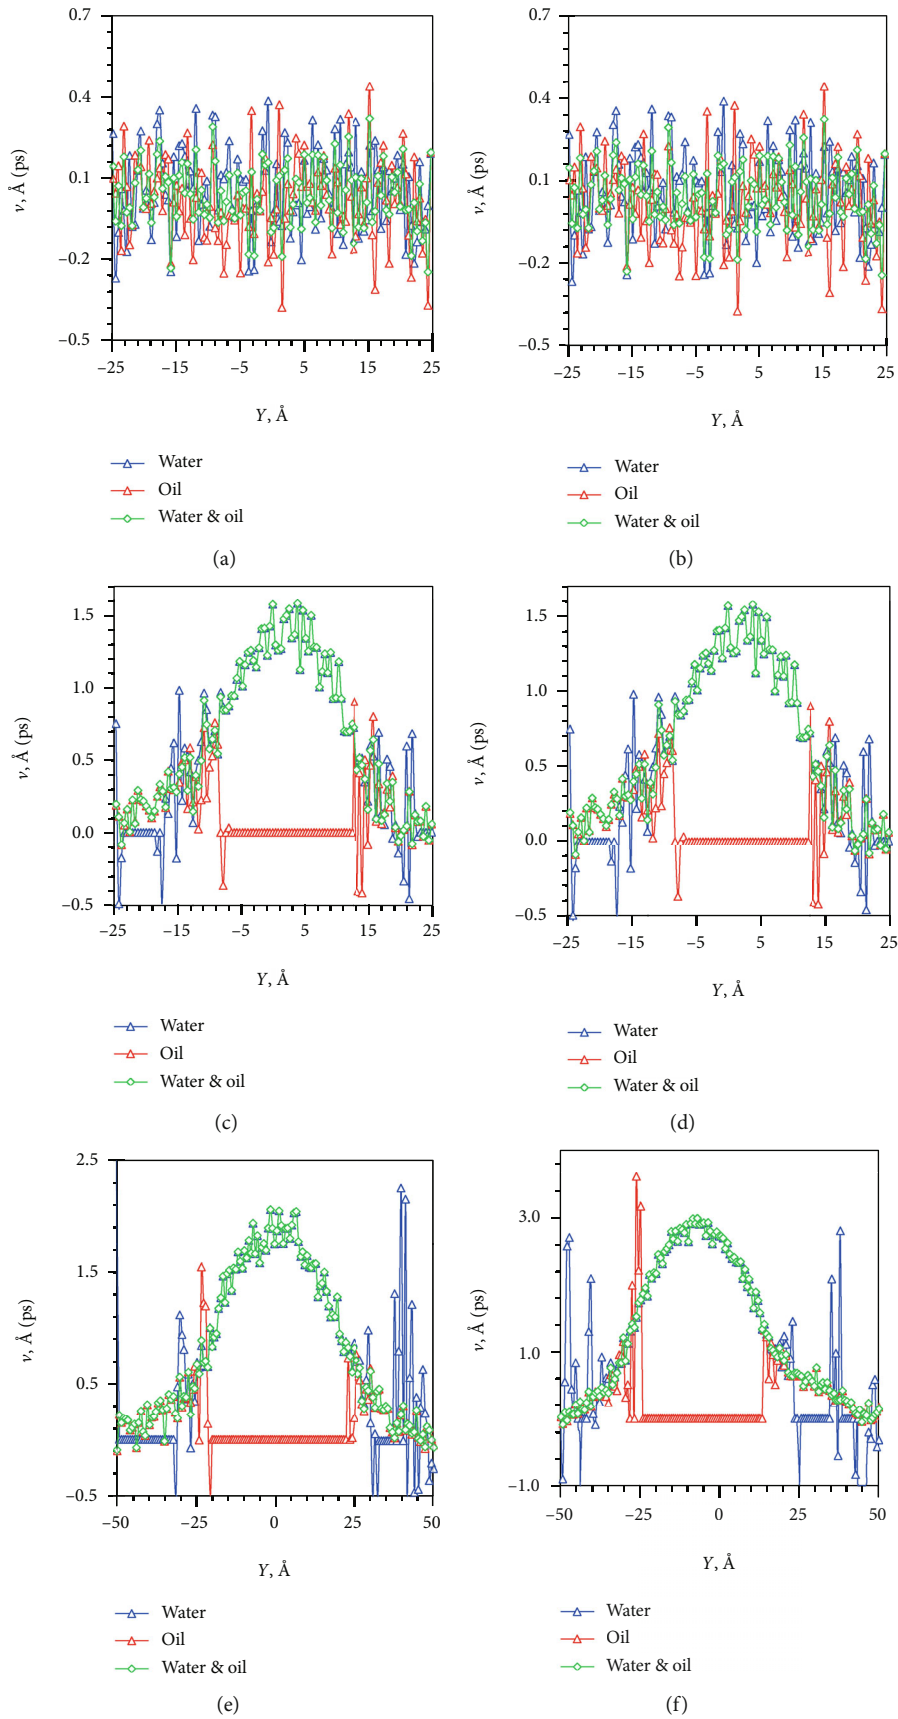 0.7
0.4
0.1
–0.2
–0.5
–25
–15
–5
5
15
25
v, Å (ps)
Y, Å
Water
Oil
Water & oil
(a)
0.7
0.4
0.1
–0.2
–0.5
–25
–15
–5
5
15
25
v, Å (ps)
Y, Å
Water
Oil
Water & oil
(b)
1.5
1.0
0.5
0.0
–0.5
–25
–15
–5
5
15
25
v, Å (ps)
Y, Å
Water
Oil
Water & oil
(c)
1.5
1.0
0.5
0.0
–0.5
–25
–15
–5
5
15
25
v, Å (ps)
Y, Å
Water
Oil
Water & oil
(d)
2.5
1.5
0.5
–0.5
–50
–25
0
25
50
v, Å (ps)
Y, Å
Water
Oil
Water & oil
(e)
3.0
1.0
–1.0
–50
–25
0
25
50
v, Å (ps)
Y, Å
Water
Oil
Water & oil
(f)